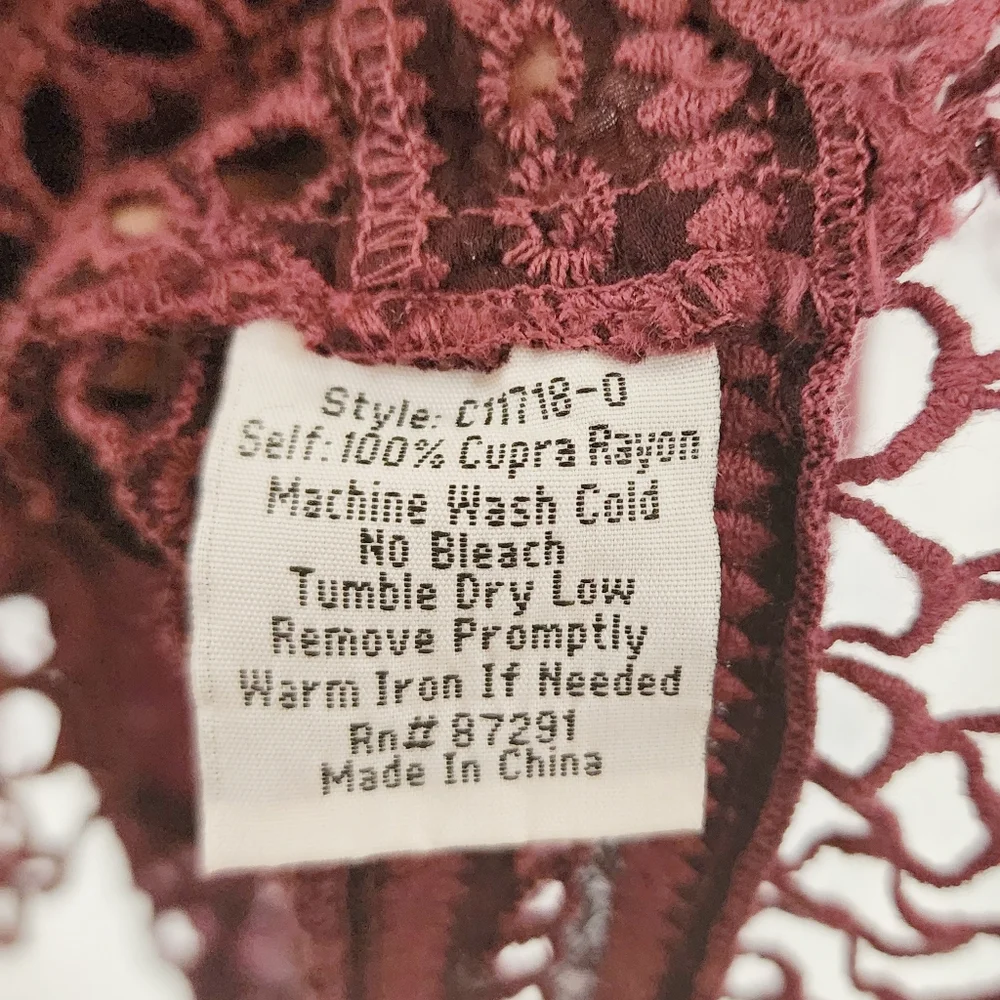 Style: C11718-O
Self:100% Cupra Rayon
Machine Wash Cold
No Bleach
Tumble Dry Low
Remove Promptly
Warm Iron If Needed
Rn# 87291
Made In China